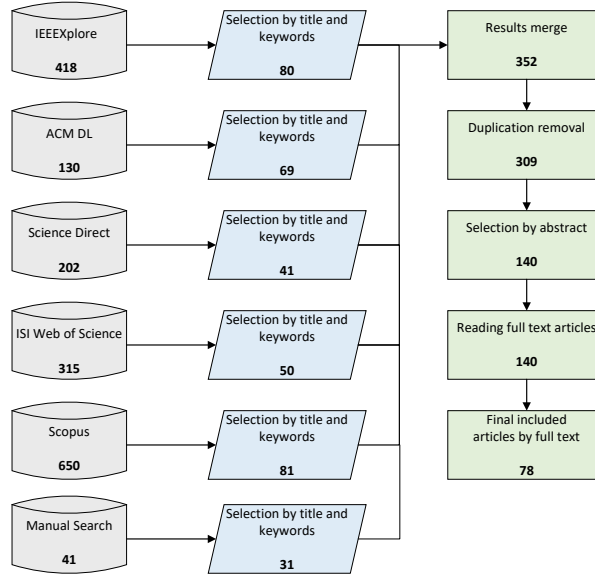 IEEEXplore
418
Selection by title and
keywords
80
Results merge
352
ACM DL
130
Selection by title and
keywords
69
Duplication removal
309
Science Direct
202
Selection by title and
keywords
41
Selection by abstract
140
ISI Web of Science
315
Selection by title and
keywords
50
Reading full text articles
140
Scopus
650
Selection by title and
keywords
81
Final included
articles by full text
78
Manual Search
41
Selection by title and
keywords
31